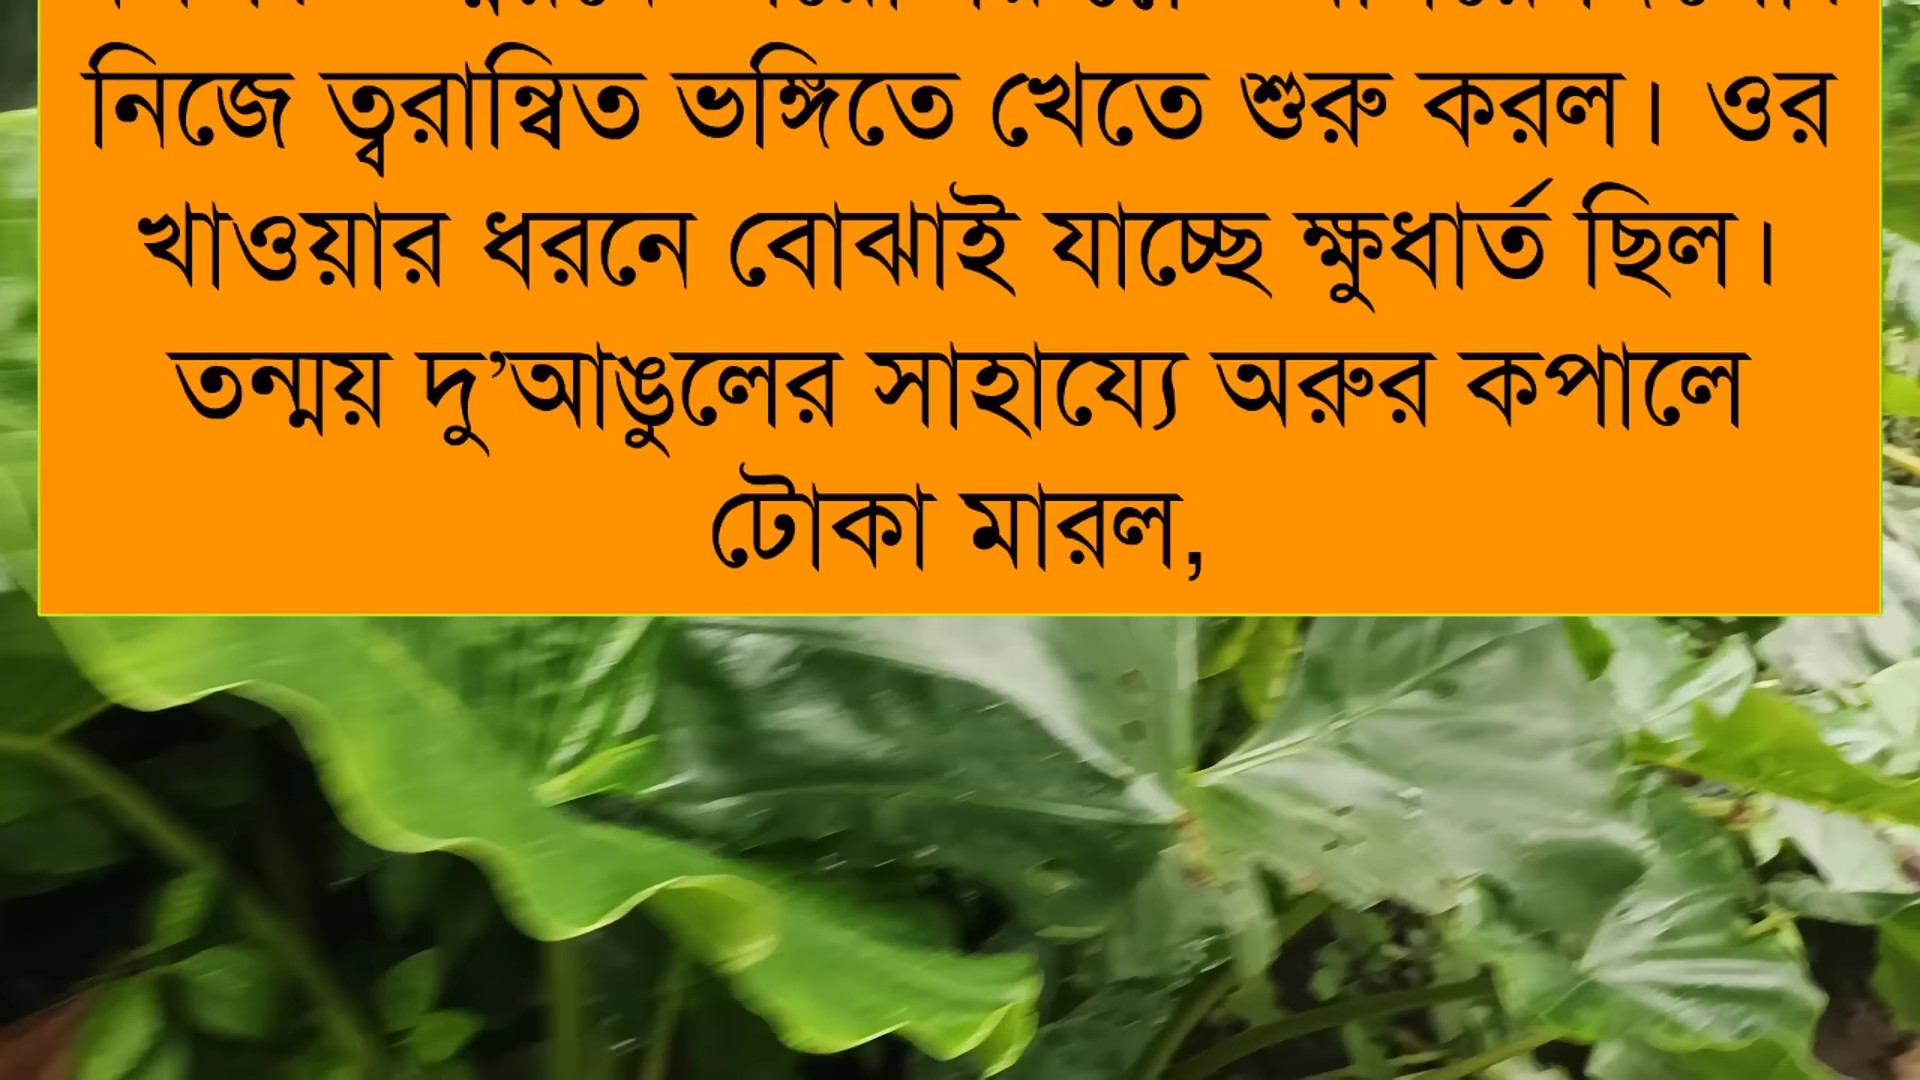 নিজে ত্বরান্বিত ভঙ্গিতে খেতে শুরু করল। ওর
খাওয়ার ধরনে বোঝাই যাচ্ছে ক্ষুধার্ত ছিল।
তন্ময় দু’আঙুলের সাহায্যে অরুর কপালে
টোকা মারল,